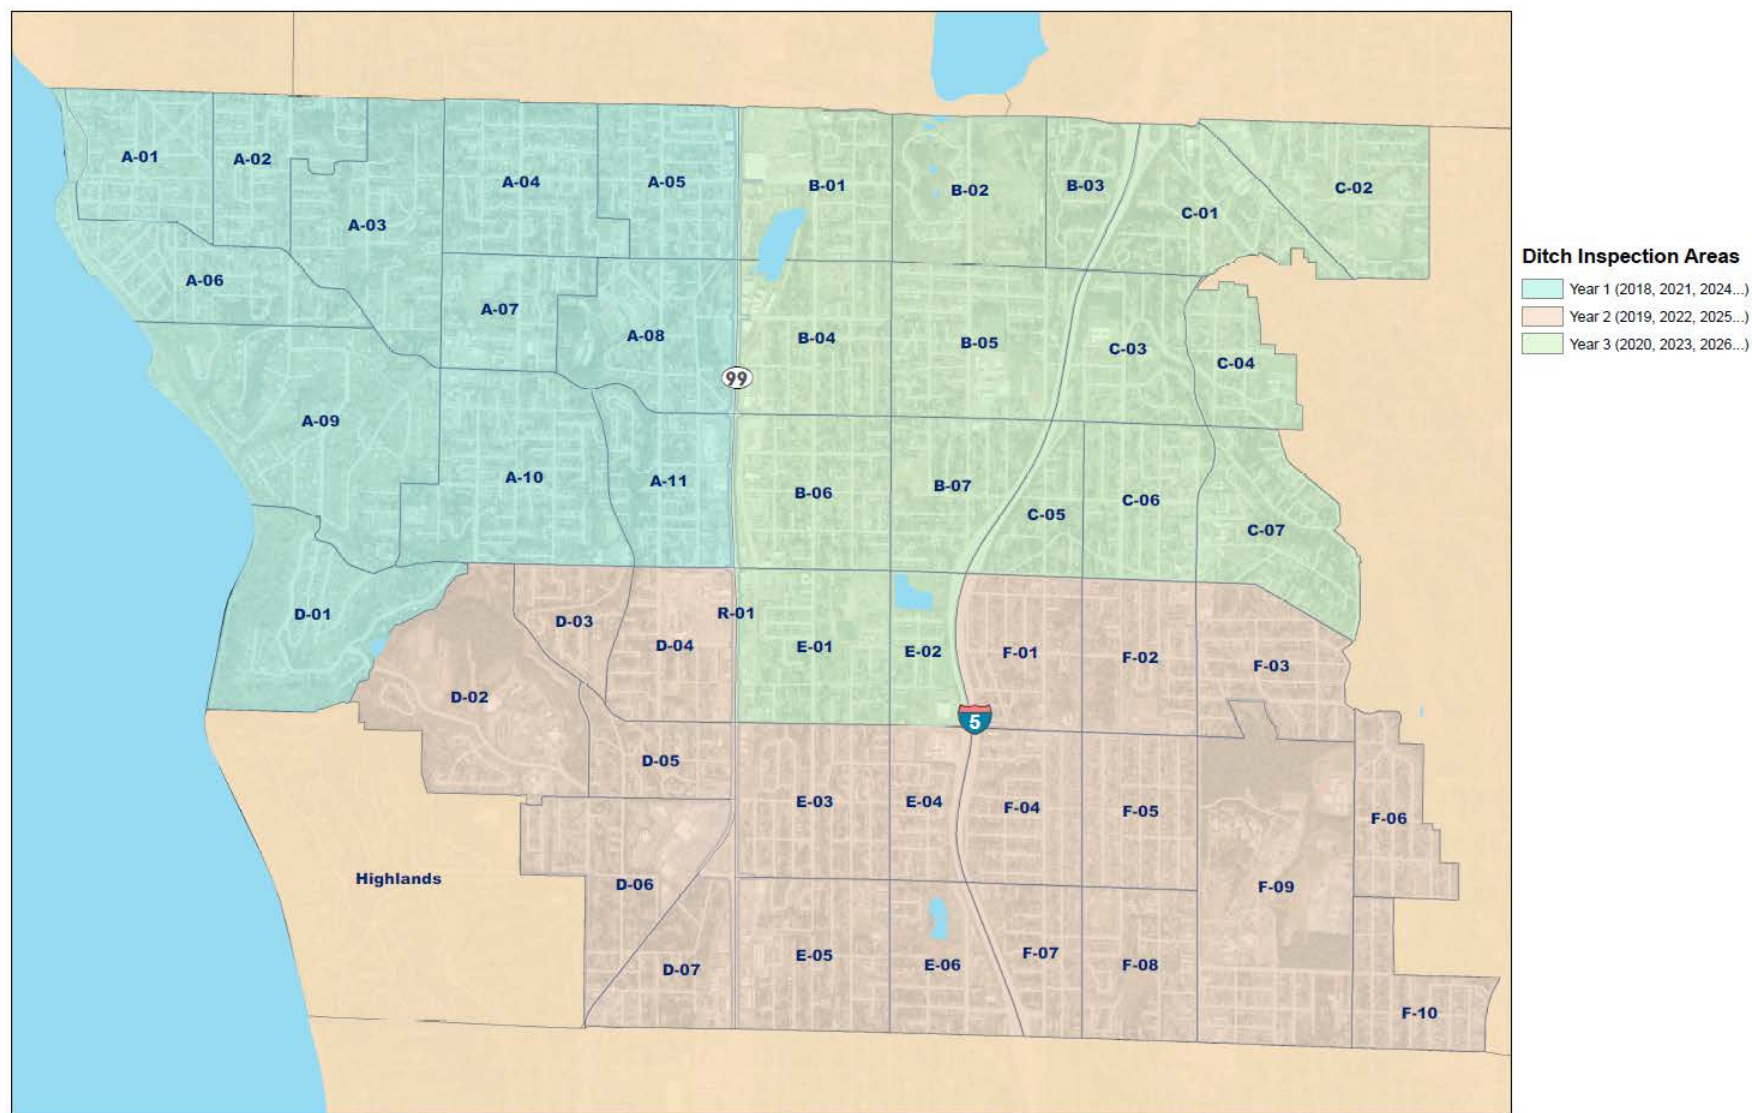 A-01
A-02
A-03
A-04
A-05
B-01
B-02
B-03
C-01
C-02
A-06
A-07
A-08
B-04
B-05
C-03
C-04
99
A-09
A-10
A-11
B-06
B-07
C-05
C-06
C-07
D-01
D-03
D-04
R-01
E-01
E-02
F-01
F-02
F-03
D-02
5
D-05
E-03
E-04
F-04
F-05
F-06
Highlands
D-06
F-09
D-07
E-05
E-06
F-07
F-08
F-10
Ditch Inspection Areas
Year 1 (2018, 2021, 2024...)
Year 2 (2019, 2022, 2025...)
Year 3 (2020, 2023, 2026...)